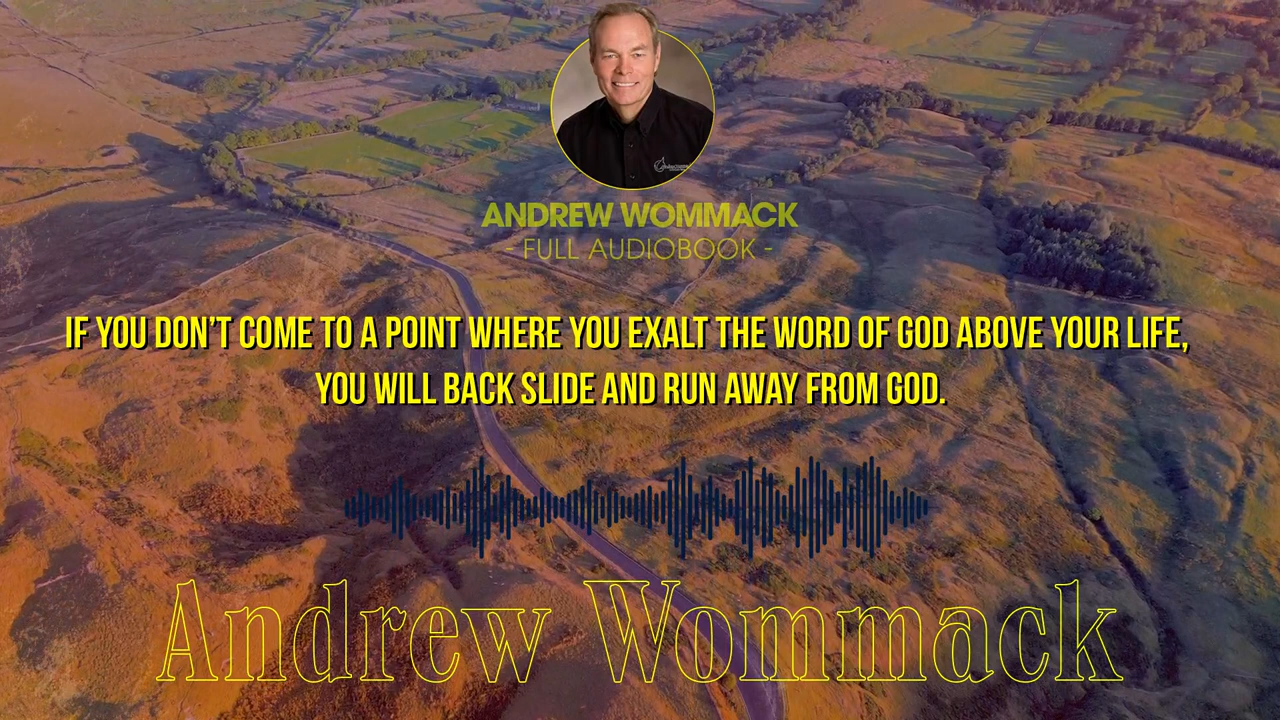 ANDREW WOMMACK
- FULL AUDIOBOOK -
IF YOU DON'T COME TO A POINT WHERE YOU EXALT THE WORD OF GOD ABOVE YOUR LIFE,
YOU WILL BACK SLIDE AND RUN AWAY FROM GOD.
Andrew Wommack